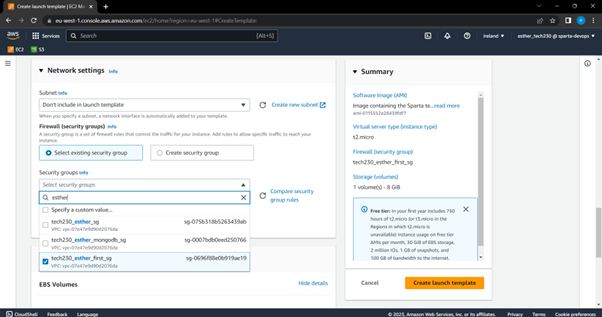 Create launch template | EC2 M
eu-west-1.console.aws.amazon.com/ec2/home?region=eu-west-1#CreateTemplate:
aws
Services
Search
[Alt+S]
Ireland
esther_tech230 @ sparta-devops
EC2
S3
Network settings Info
Subnet Info
Don't include in launch template
Create new subnet
When you specify a subnet, a network interface is automatically added to your template.
Firewall (security groups) Info
A security group is a set of firewall rules that control the traffic for your instance. Add rules to allow specific traffic to reach your
instance.
Select existing security group
Create security group
Security groups Info
Select security groups
esther
Specify a custom value...
tech230_esther_sg
sg-075b318b5263439ab
VPC: vpc-07e47e9d90d2076da
tech230_esther_mongodb_sg
sg-0007bdb0eed250766
VPC: vpc-07e47e9d90d2076da
tech230_esther_first_sg
sg-0696f88e0b919ae19
VPC: vpc-07e47e9d90d2076da
Compare security
group rules
EBS Volumes
Hide details
Summary
Software Image (AMI)
Image containing the Sparta te...read more
Virtual server type (instance type)
t2.micro
Firewall (security group)
tech230_esther_first_sg
Storage (volumes)
1 volume(s) - 8 GiB
Free tier: In your first year includes 750
hours of t2.micro (or t3.micro in the
Regions in which t2.micro is
unavailable) instance usage on free tier
AMIs per month, 30 GiB of EBS storage,
2 million IOs, 1 GB of snapshots, and
100 GB of bandwidth to the internet.
Cancel
Create launch template
CloudShell
Feedback
Language
© 2023, Amazon Web Services, Inc. or its affiliates.
Privacy
Terms
Cookie preferences